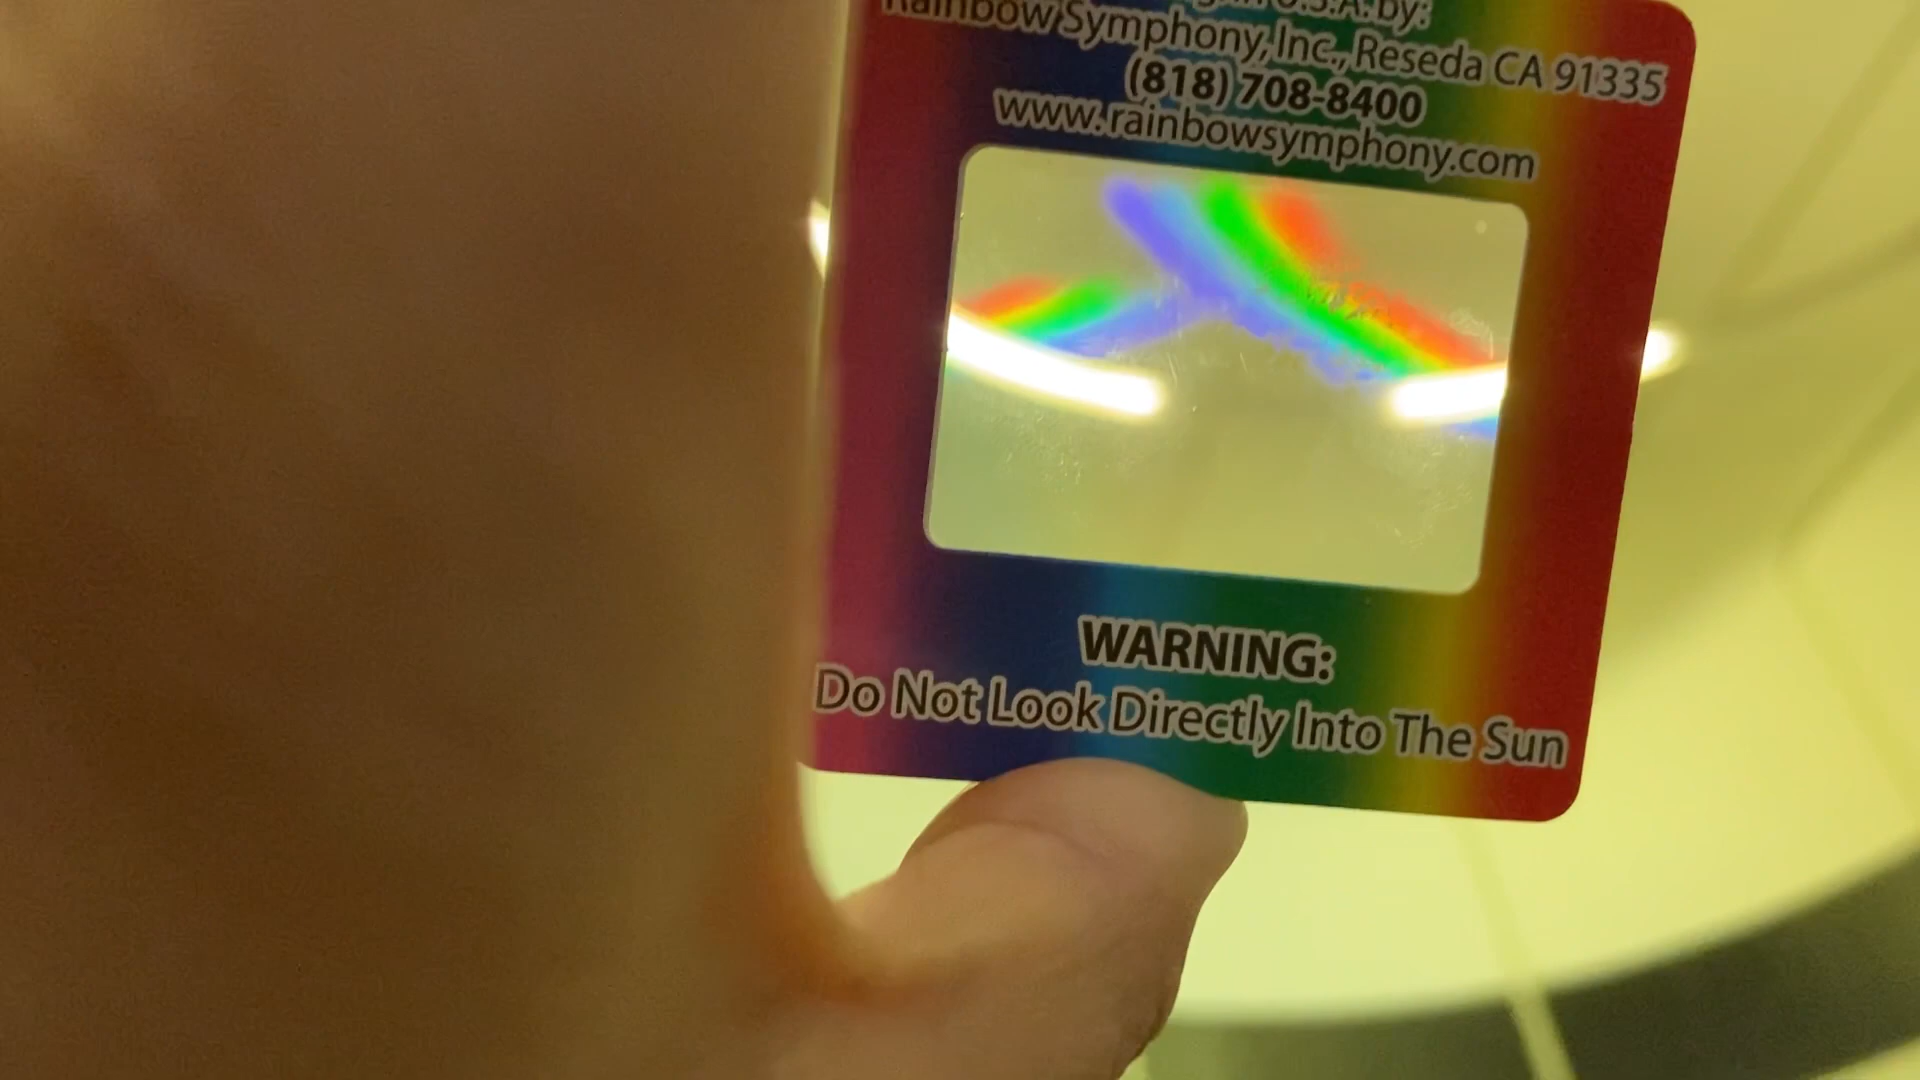 U.S.A. by:
Rainbow Symphony, Inc., Reseda CA 91335
(818) 708-8400
www.rainbowsymphony.com
WARNING:
Do Not Look Directly Into The Sun